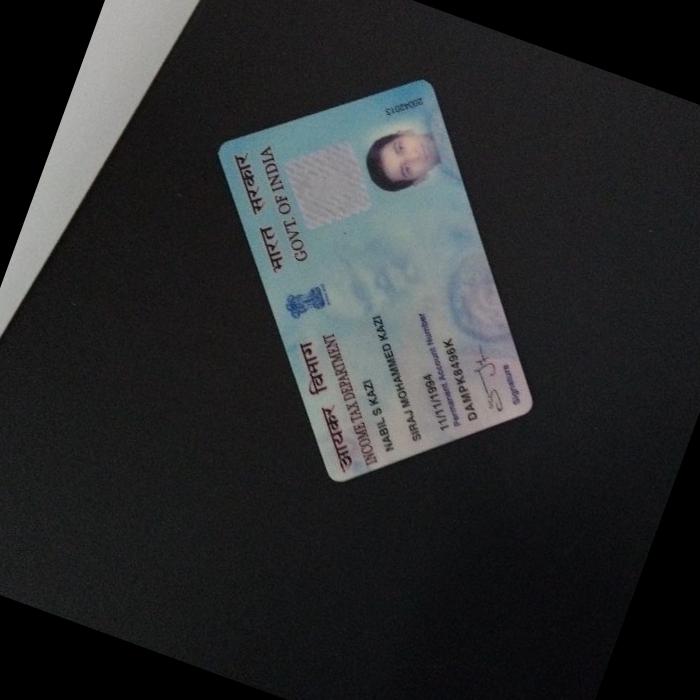 आयकर विभाग
INCOME TAX DEPARTMENT
भारत सरकार
GOVT. OF INDIA
NABIL S KAZI
SIRAJ MOHAMMED KAZI
11/11/1994
Permanent Account Number
DAMPK8496K
Signature
20042013